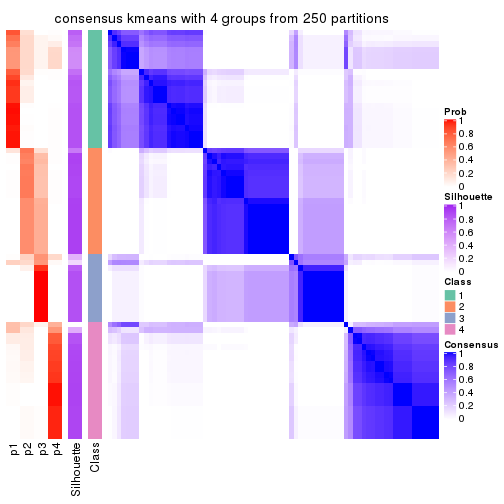 consensus kmeans with 4 groups from 250 partitions
Prob
1
0.8
0.6
0.4
0.2
0
Silhouette
1
0.8
0.6
0.4
0.2
0
Class
1
2
3
4
Consensus
1
0.8
0.6
0.4
0.2
0
p1
p2
p3
p4
Silhouette
Class